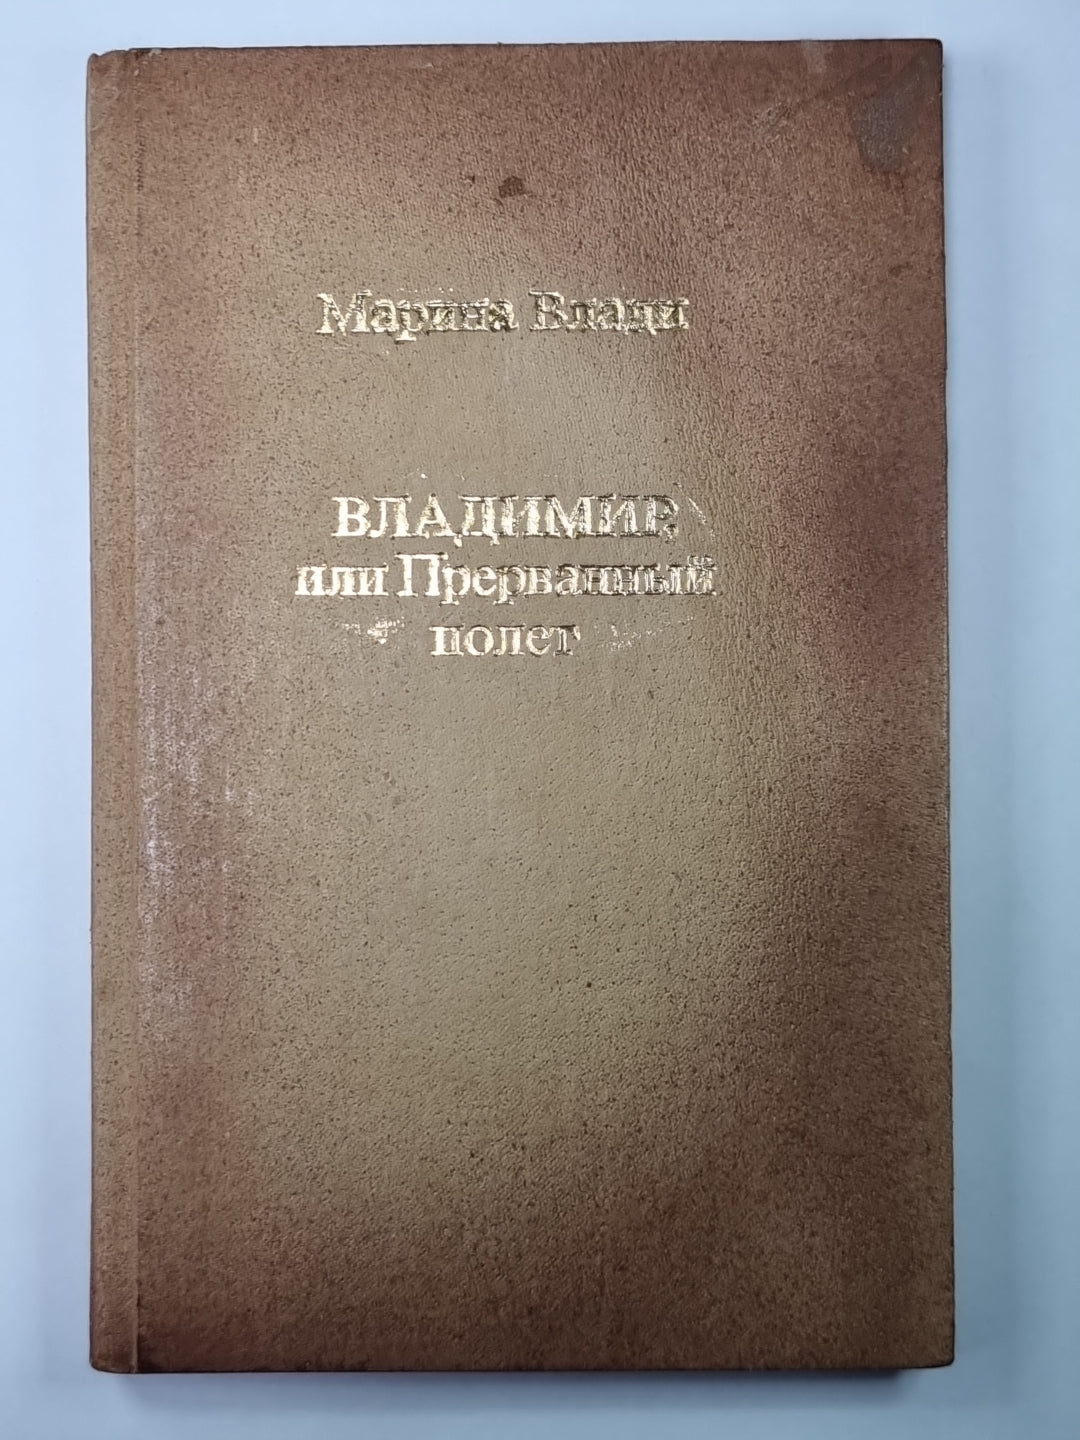 Марина Влади
ВЛАДИМИР,
или Прерванный
полет